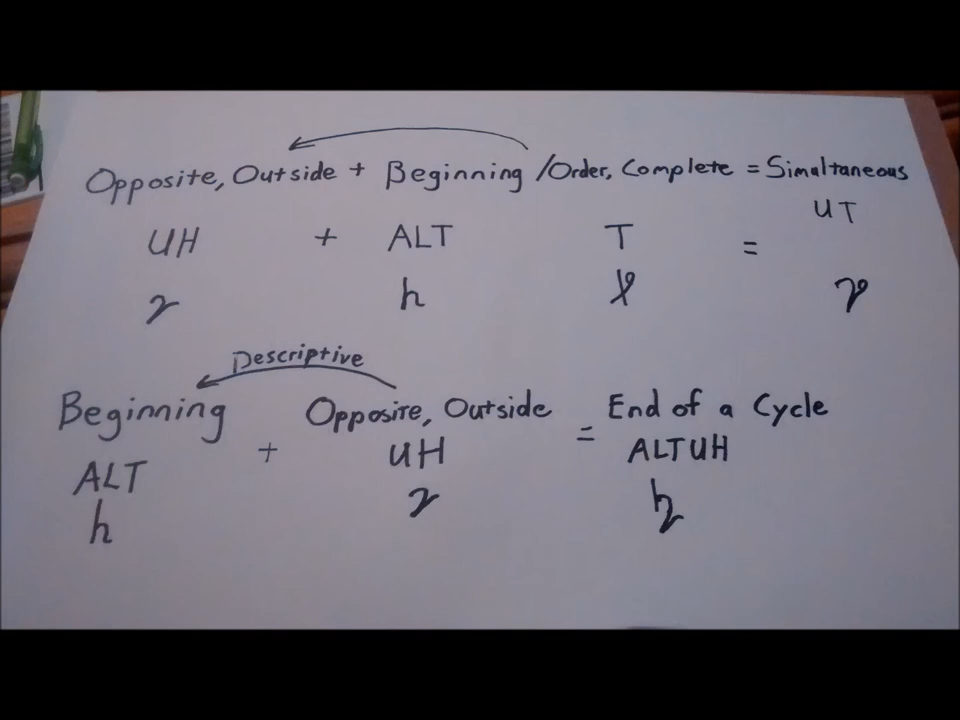 Opposite, Outside + Beginning /Order, Complete = Simultaneous
UH + ALT T = UT
Descriptive
Beginning + Opposite, Outside = End of a Cycle
ALT UH ALTUH